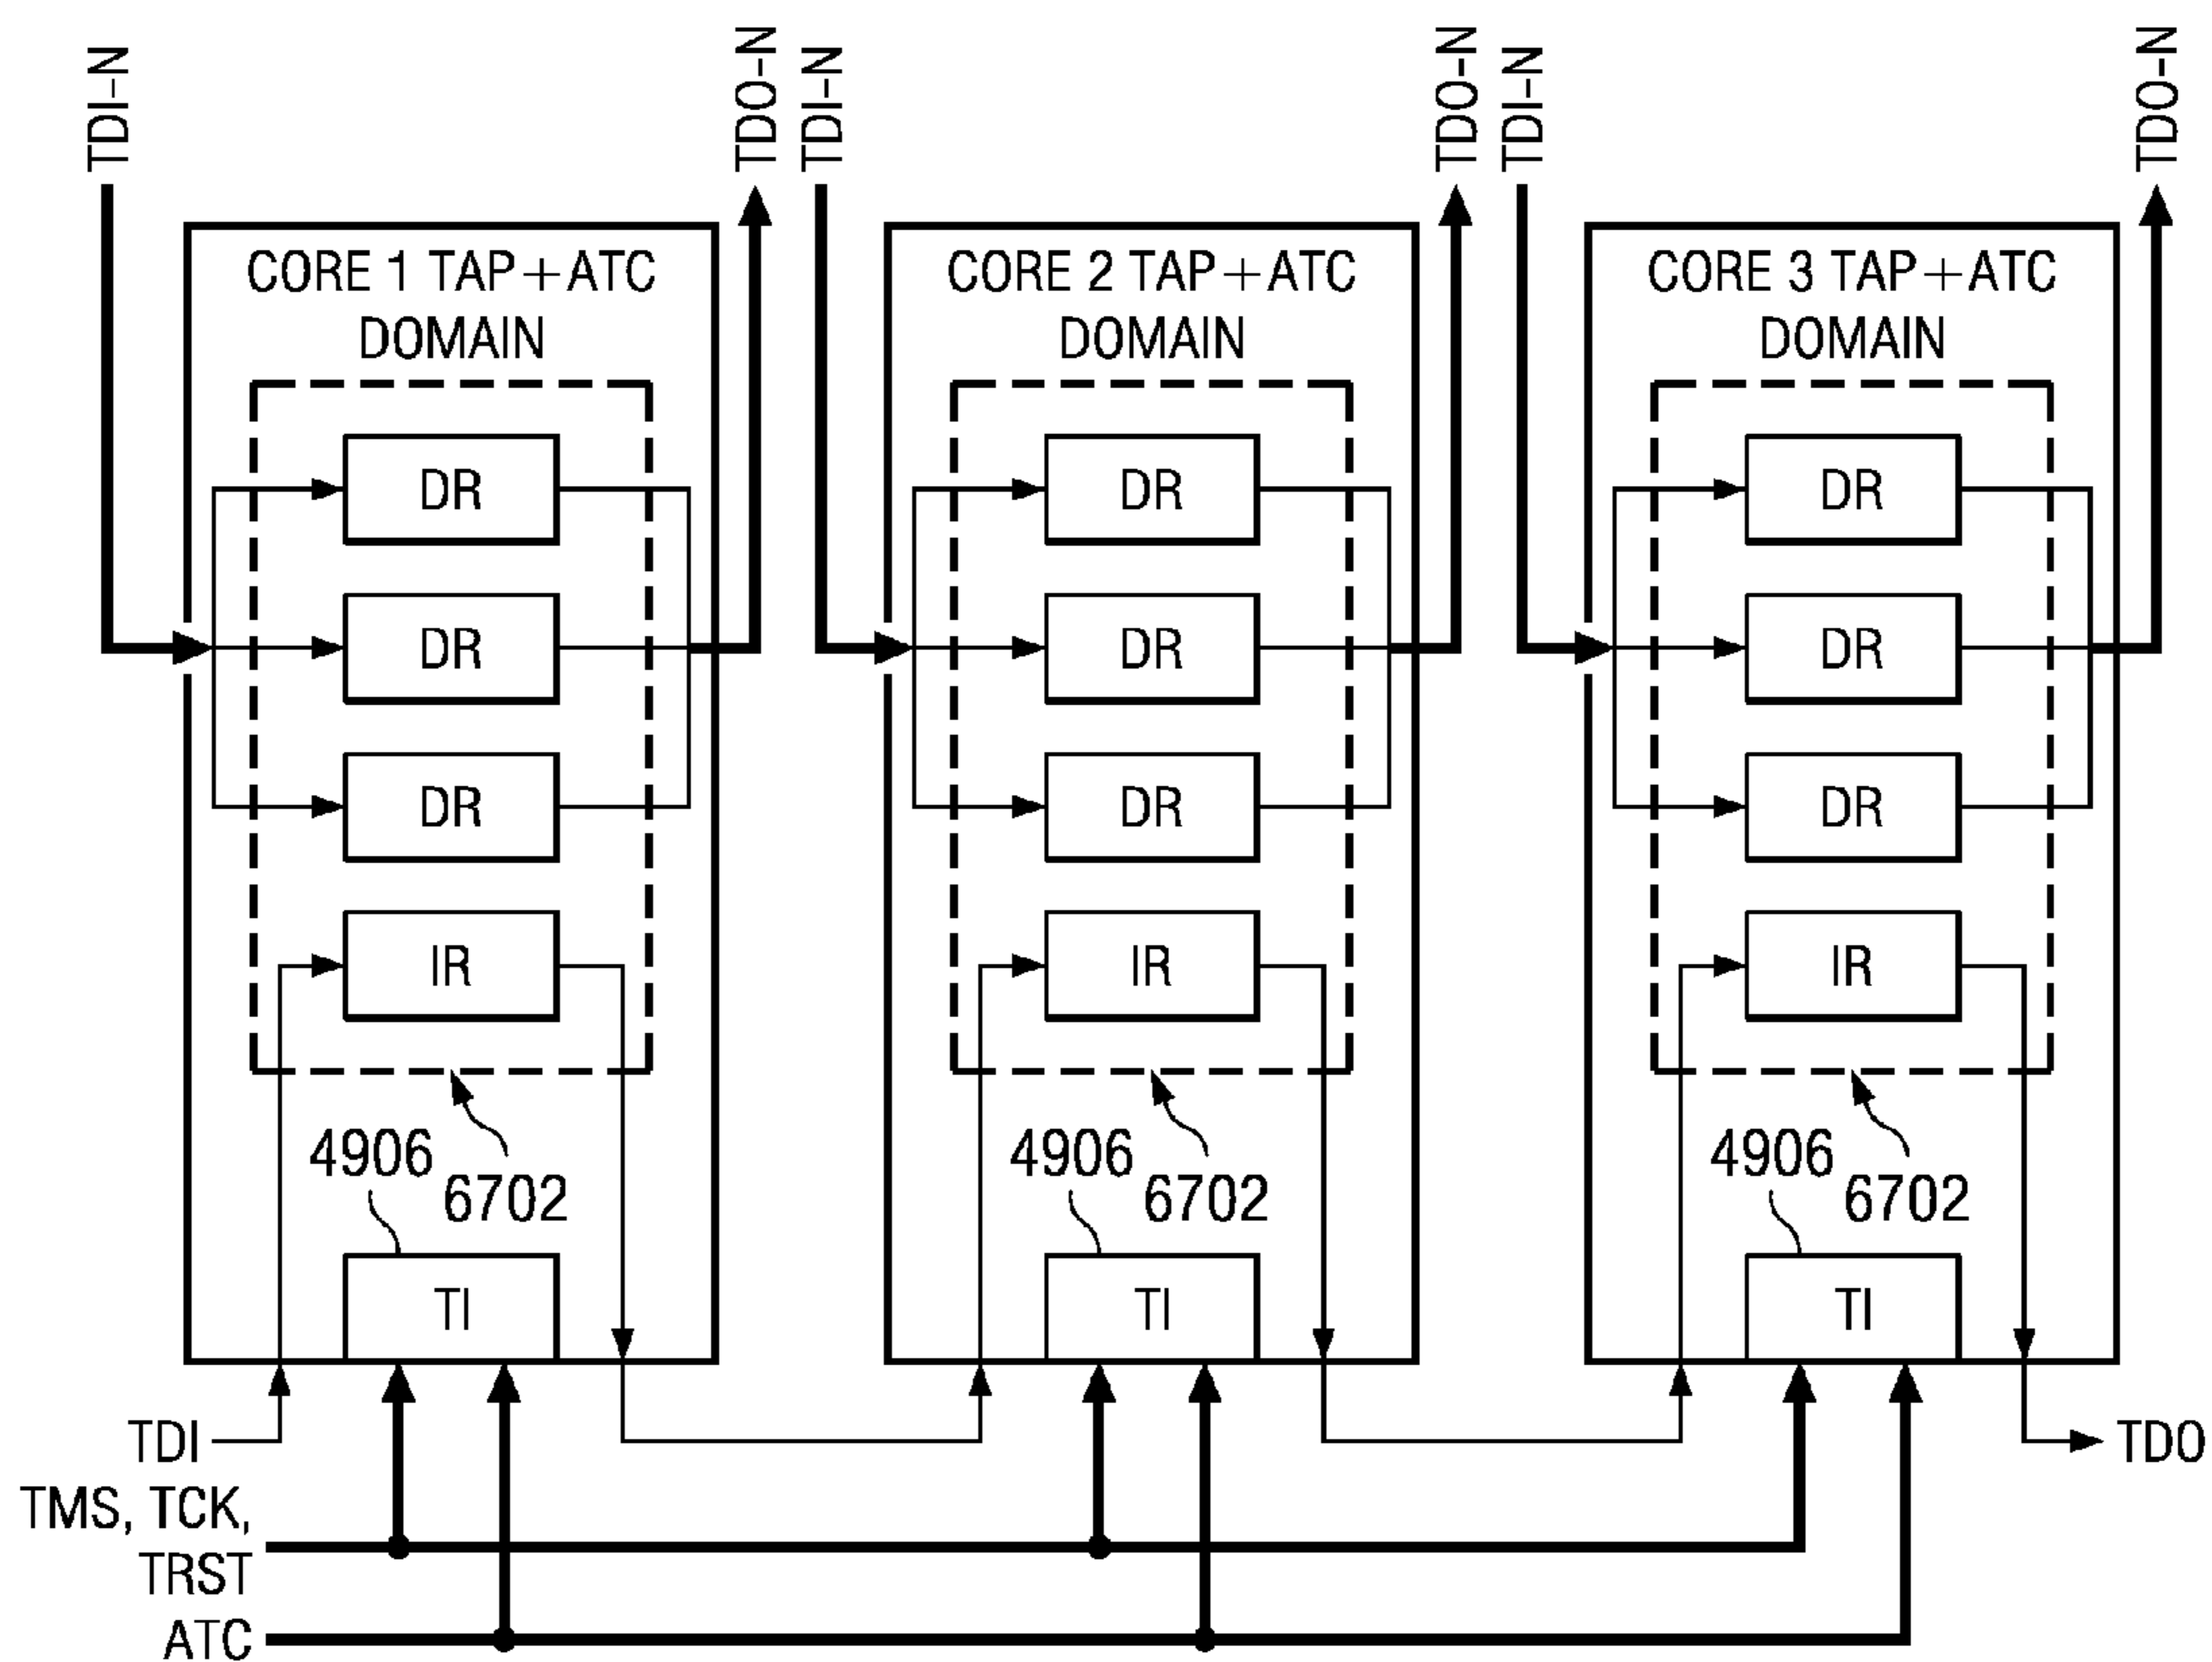 TDI-N
TDO-N
TDI-N
TDO-N
TDI-N
TDO-N
CORE 1 TAP+ATC
DOMAIN
DR
DR
DR
IR
4906
6702
TI
CORE 2 TAP+ATC
DOMAIN
DR
DR
DR
IR
4906
6702
TI
CORE 3 TAP+ATC
DOMAIN
DR
DR
DR
IR
4906
6702
TI
TDI
TDO
TMS, TCK,
TRST
ATC